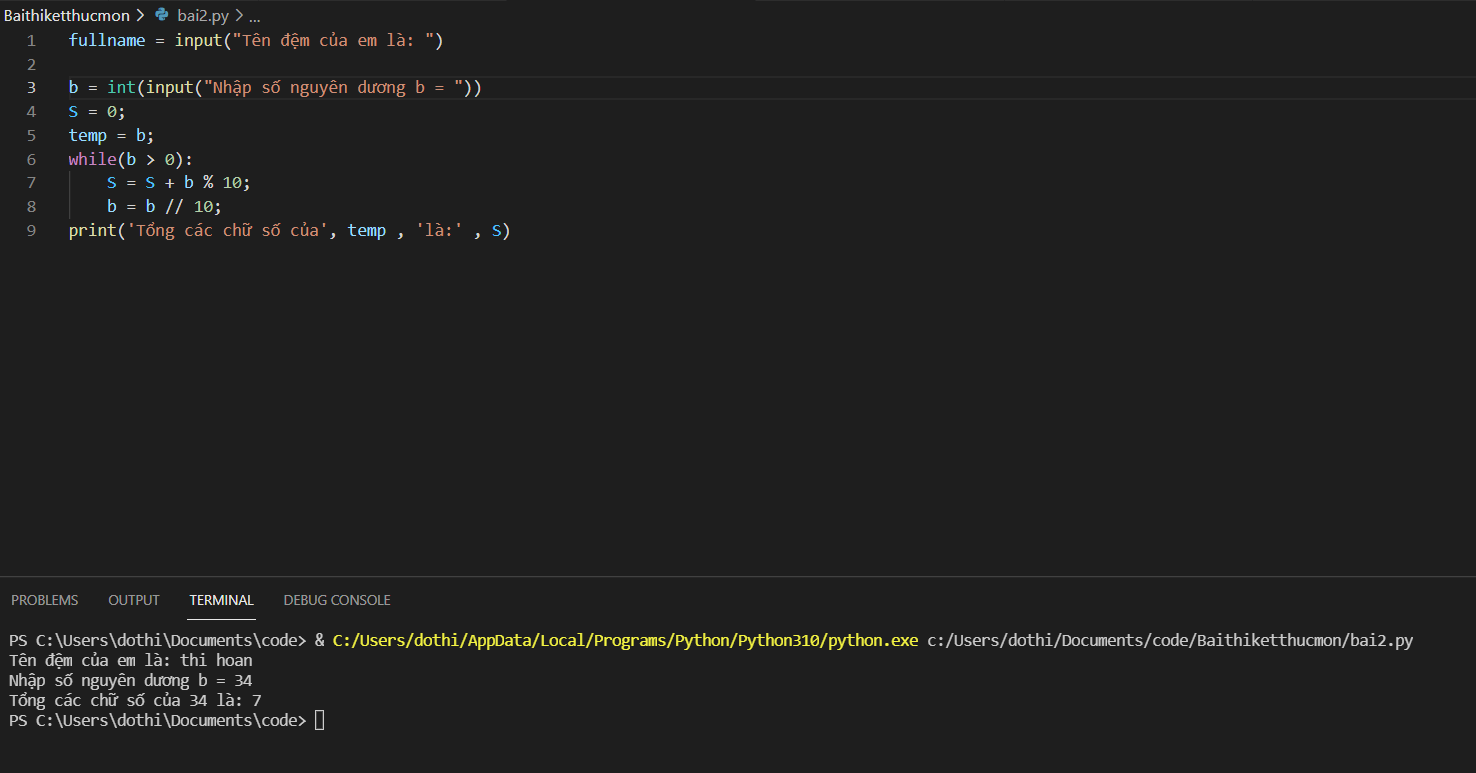 Baithiketthucmon > bai2.py > ...
1 fullname = input("Tên đệm của em là: ")
2
3 b = int(input("Nhập số nguyên dương b = "))
4 S = 0;
5 temp = b;
6 while(b > 0):
7     S = S + b % 10;
8     b = b // 10;
9 print('Tổng các chữ số của', temp , 'là:' , S)
PROBLEMS OUTPUT TERMINAL DEBUG CONSOLE
PS C:\Users\dothi\Documents\code> & C:/Users/dothi/AppData/Local/Programs/Python/Python310/python.exe c:/Users/dothi/Documents/code/Baithiketthucmon/bai2.py
Tên đệm của em là: thi hoan
Nhập số nguyên dương b = 34
Tổng các chữ số của 34 là: 7
PS C:\Users\dothi\Documents\code>